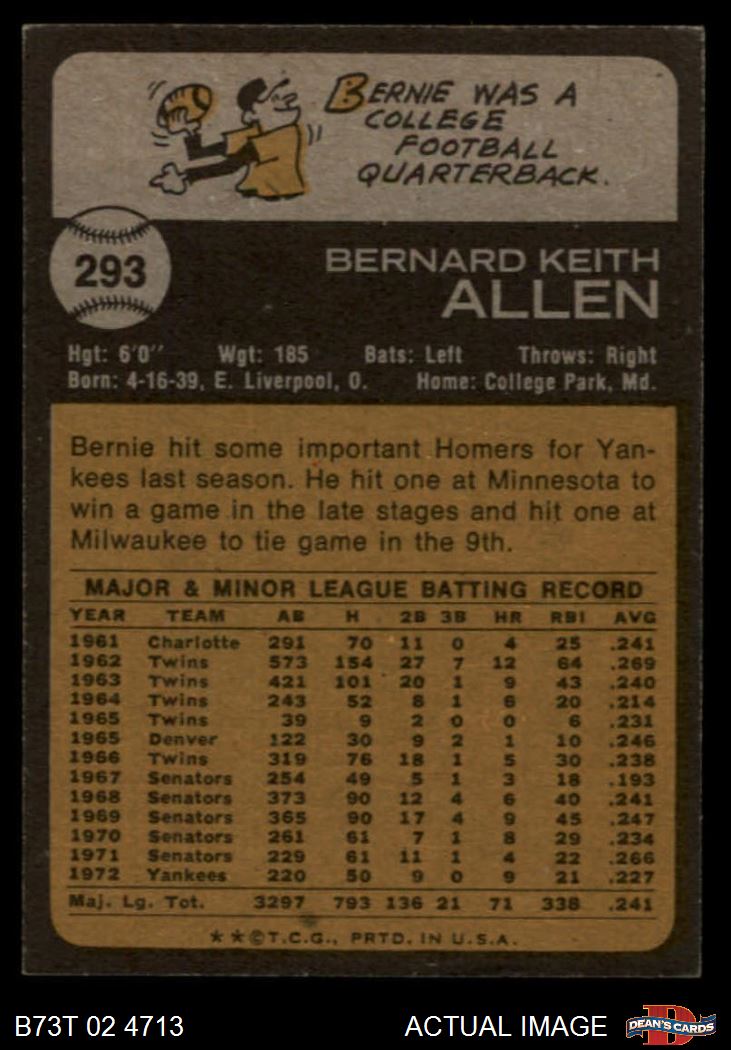 BERNIE WAS A
COLLEGE
FOOTBALL
QUARTERBACK.
293
BERNARD KEITH
ALLEN
Hgt: 6'0'' Wgt: 185 Bats: Left Throws: Right
Born: 4-16-39, E. Liverpool, O. Home: College Park, Md.
Bernie hit some important Homers for Yan-
kees last season. He hit one at Minnesota to
win a game in the late stages and hit one at
Milwaukee to tie game in the 9th.
MAJOR & MINOR LEAGUE BATTING RECORD
YEAR TEAM AB H 2B 3B HR RBI AVG
1961 Charlotte 291 70 11 0 4 25 .241
1962 Twins 573 154 27 7 12 64 .269
1963 Twins 421 101 20 1 9 43 .240
1964 Twins 243 52 8 1 6 20 .214
1965 Twins 39 9 2 0 0 6 .231
1965 Denver 122 30 9 2 1 10 .246
1966 Twins 319 76 18 1 5 30 .238
1967 Senators 254 49 5 1 3 18 .193
1968 Senators 373 90 12 4 6 40 .241
1969 Senators 365 90 17 4 9 45 .247
1970 Senators 261 61 7 1 8 29 .234
1971 Senators 229 61 11 1 4 22 .266
1972 Yankees 220 50 9 0 9 21 .227
Maj. Lg. Tot. 3297 793 136 21 71 338 .241
★★©T.C.G., PRTD. IN U.S.A.
B73T 02 4713 ACTUAL IMAGE
D
DEAN'S CARDS